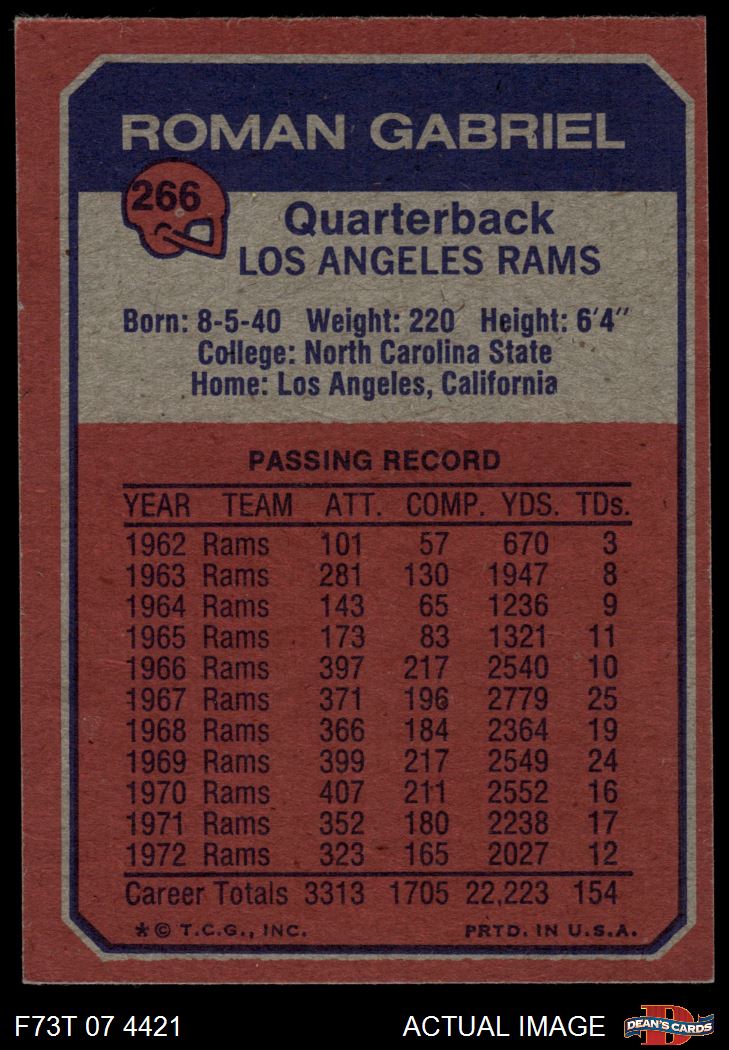 ROMAN GABRIEL
266
Quarterback
LOS ANGELES RAMS
Born: 8-5-40 Weight: 220 Height: 6'4"
College: North Carolina State
Home: Los Angeles, California
PASSING RECORD
YEAR TEAM ATT. COMP. YDS. TDs.
1962 Rams 101 57 670 3
1963 Rams 281 130 1947 8
1964 Rams 143 65 1236 9
1965 Rams 173 83 1321 11
1966 Rams 397 217 2540 10
1967 Rams 371 196 2779 25
1968 Rams 366 184 2364 19
1969 Rams 399 217 2549 24
1970 Rams 407 211 2552 16
1971 Rams 352 180 2238 17
1972 Rams 323 165 2027 12
Career Totals 3313 1705 22,223 154
*© T.C.G., INC. PRTD. IN U.S.A.
F73T 07 4421 ACTUAL IMAGE D DEAN'S CARDS